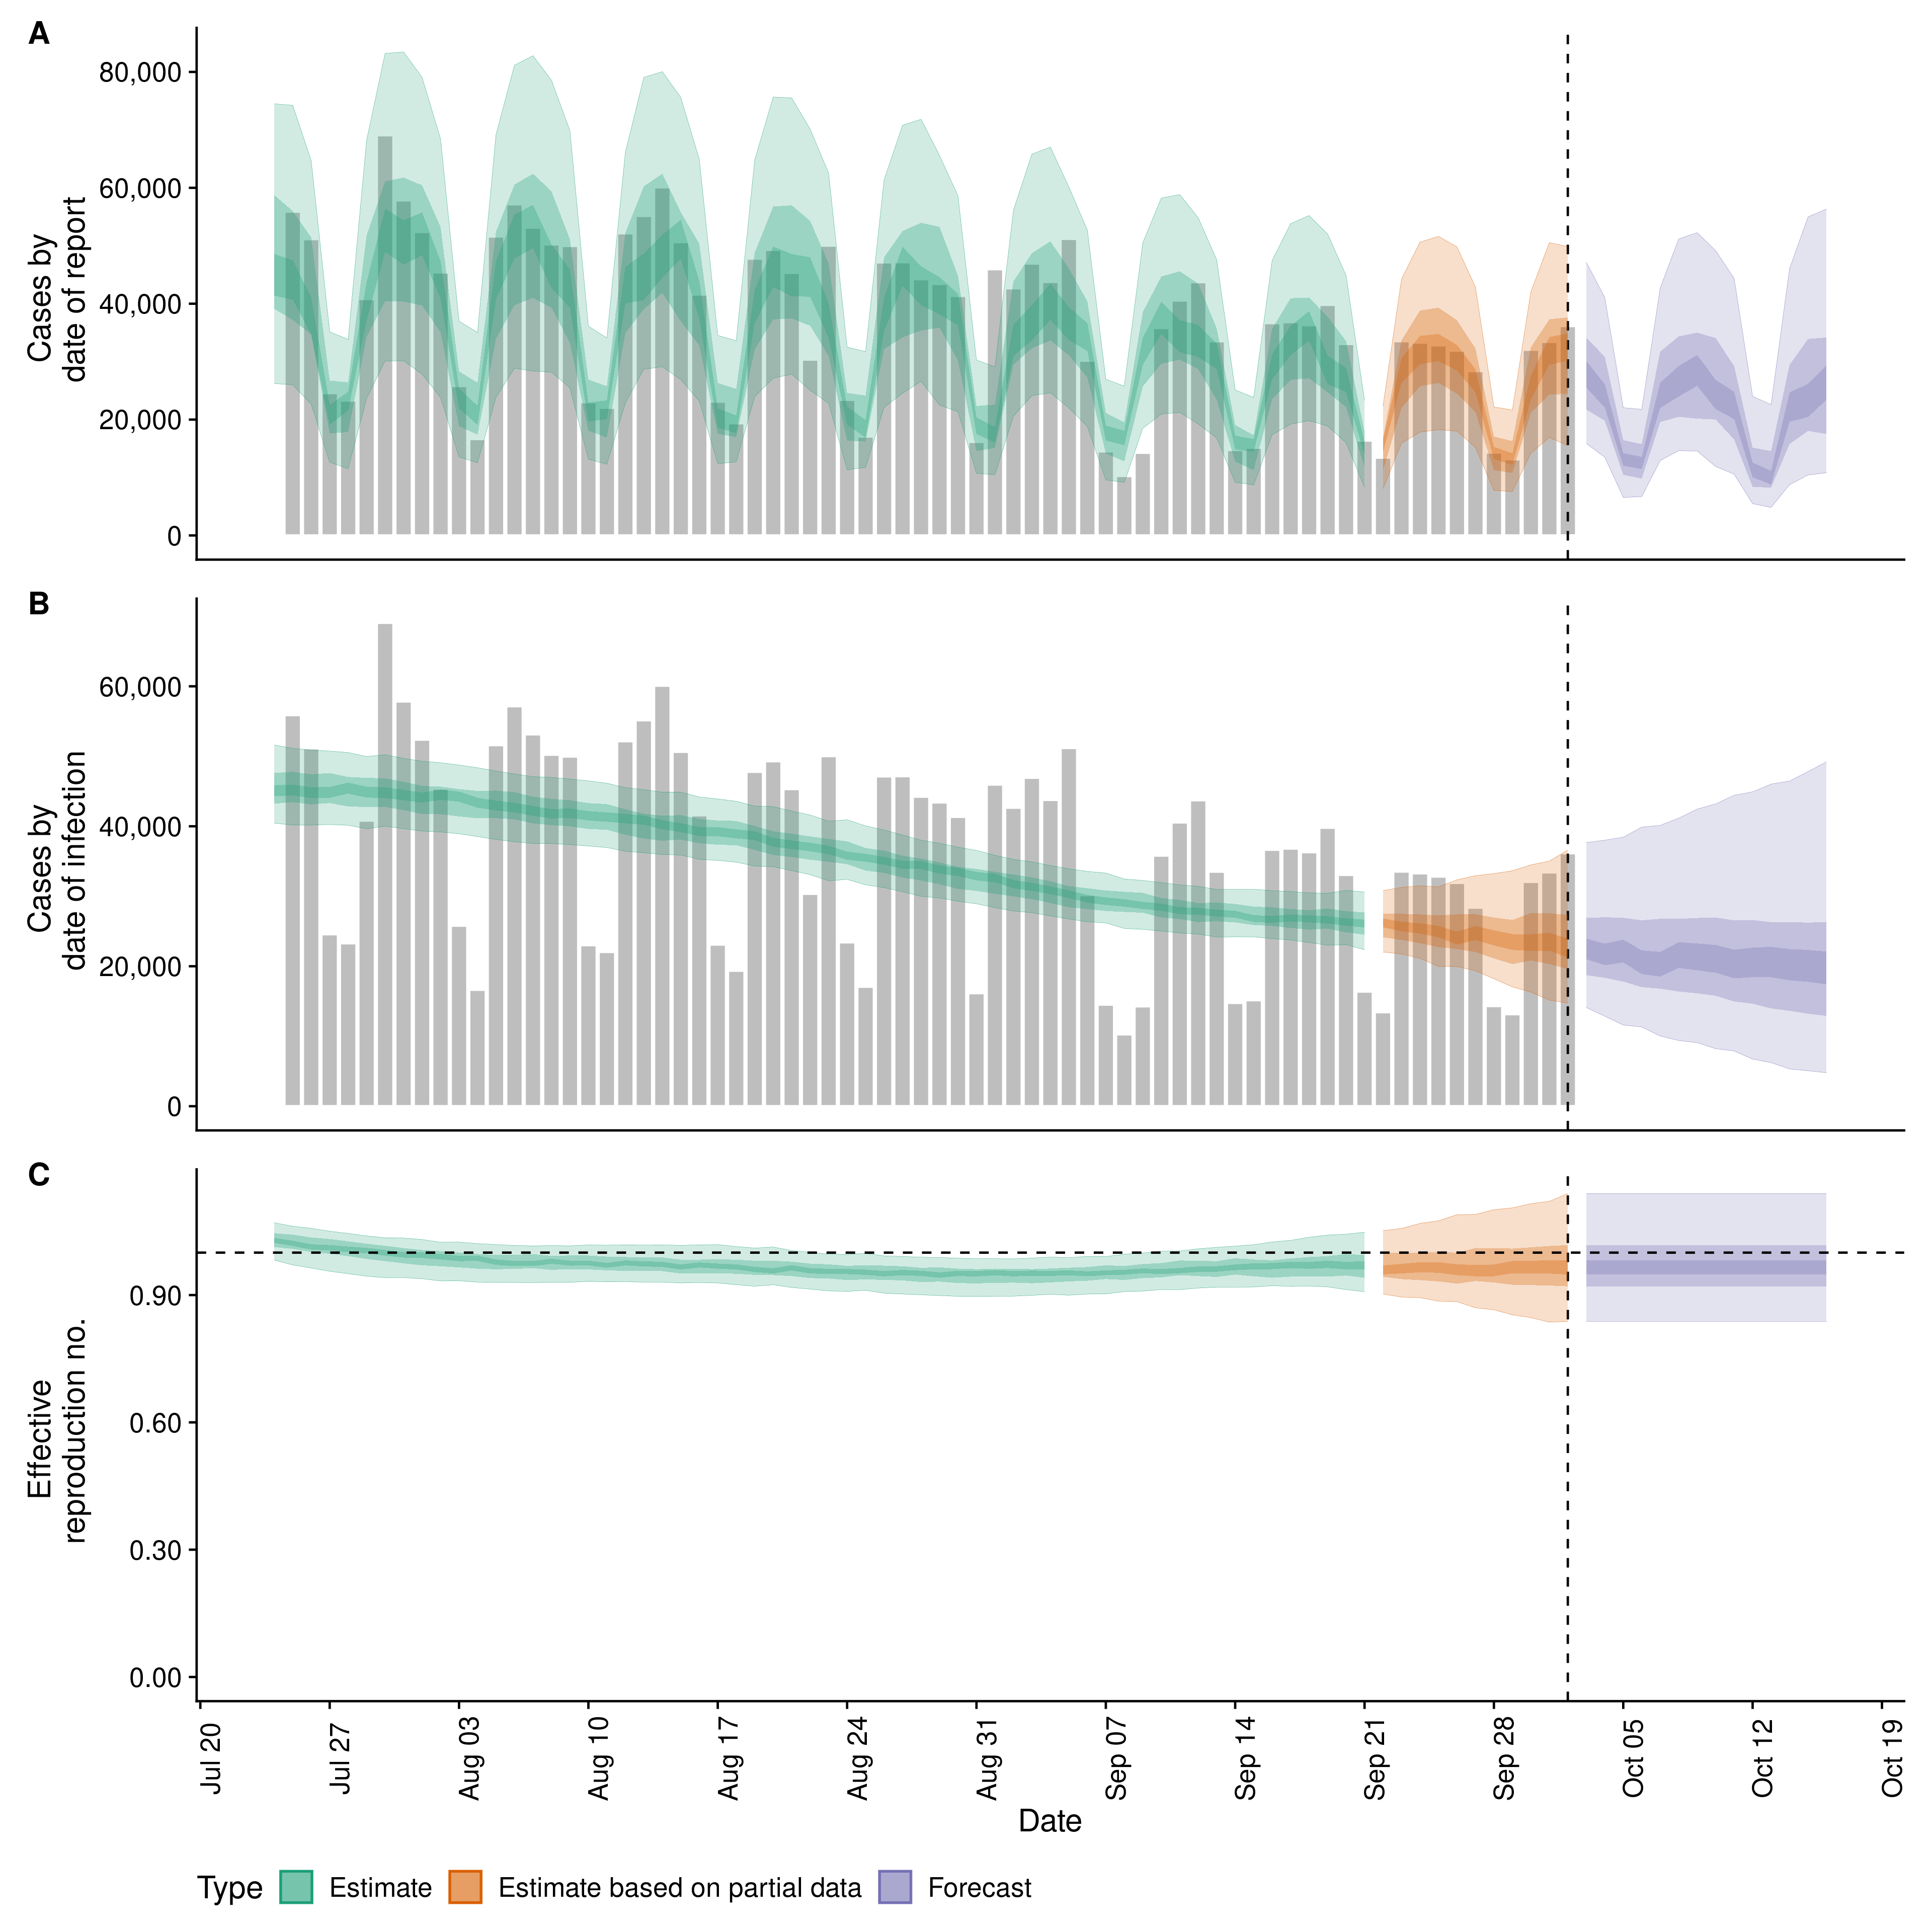 A
Cases by
date of report
80,000
60,000
40,000
20,000
0
B
Cases by
date of infection
60,000
40,000
20,000
0
C
Effective
reproduction no.
0.90
0.60
0.30
0.00
Jul 20
Jul 27
Aug 03
Aug 10
Aug 17
Aug 24
Aug 31
Sep 07
Sep 14
Sep 21
Sep 28
Oct 05
Oct 12
Oct 19
Date
Type Estimate Estimate based on partial data Forecast